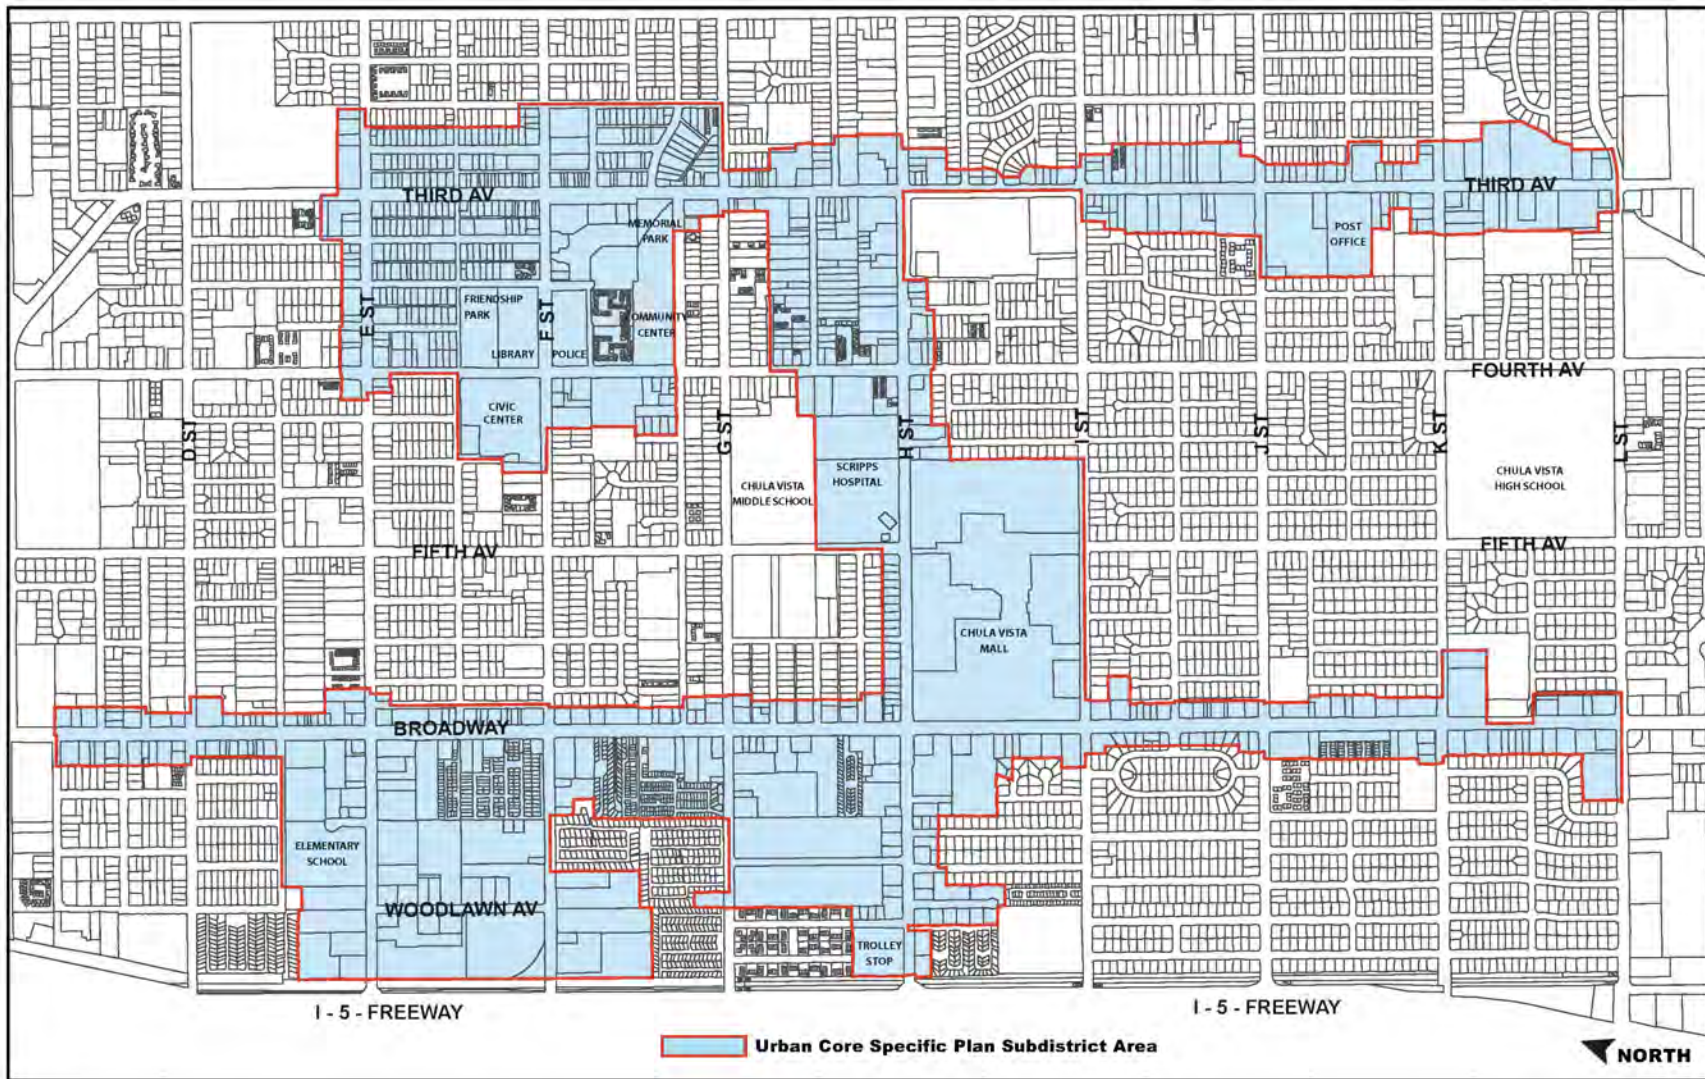 THIRD AV
THIRD AV
MEMORIAL
PARK
POST
OFFICE
E ST
FRIENDSHIP
PARK
F ST
OMMUNITY
CENTER
LIBRARY
POLICE
FOURTH AV
CIVIC
CENTER
D ST
G ST
H ST
I ST
J ST
K ST
L ST
SCRIPPS
HOSPITAL
CHULA VISTA
MIDDLE SCHOOL
CHULA VISTA
HIGH SCHOOL
FIFTH AV
FIFTH AV
CHULA VISTA
MALL
BROADWAY
ELEMENTARY
SCHOOL
WOODLAWN AV
TROLLEY
STOP
I - 5 - FREEWAY
I - 5 - FREEWAY
Urban Core Specific Plan Subdistrict Area
NORTH